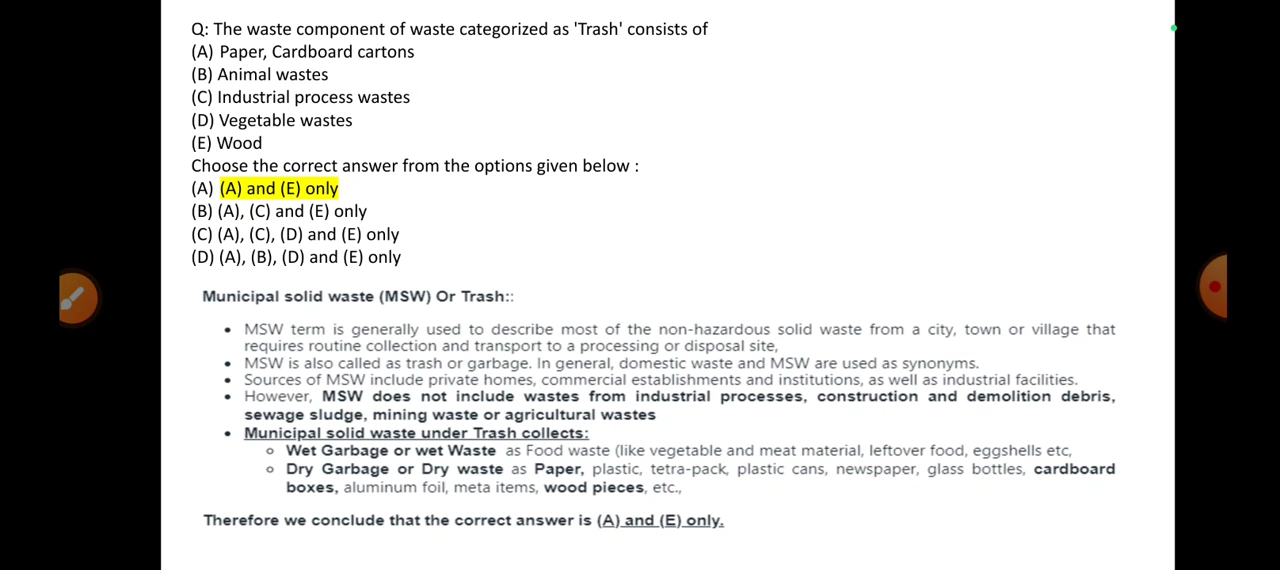 Q: The waste component of waste categorized as 'Trash' consists of
(A) Paper, Cardboard cartons
(B) Animal wastes
(C) Industrial process wastes
(D) Vegetable wastes
(E) Wood
Choose the correct answer from the options given below :
(A) (A) and (E) only
(B) (A), (C) and (E) only
(C) (A), (C), (D) and (E) only
(D) (A), (B), (D) and (E) only
Municipal solid waste (MSW) Or Trash::
• MSW term is generally used to describe most of the non-hazardous solid waste from a city, town or village that
requires routine collection and transport to a processing or disposal site,
• MSW is also called as trash or garbage. In general, domestic waste and MSW are used as synonyms.
• Sources of MSW include private homes, commercial establishments and institutions, as well as industrial facilities.
• However, MSW does not include wastes from industrial processes, construction and demolition debris,
sewage sludge, mining waste or agricultural wastes
• Municipal solid waste under Trash collects:
○ Wet Garbage or wet Waste as Food waste (like vegetable and meat material, leftover food, eggshells etc,
○ Dry Garbage or Dry waste as Paper, plastic, tetra-pack, plastic cans, newspaper, glass bottles, cardboard
boxes, aluminum foil, meta items, wood pieces, etc.,
Therefore we conclude that the correct answer is (A) and (E) only.